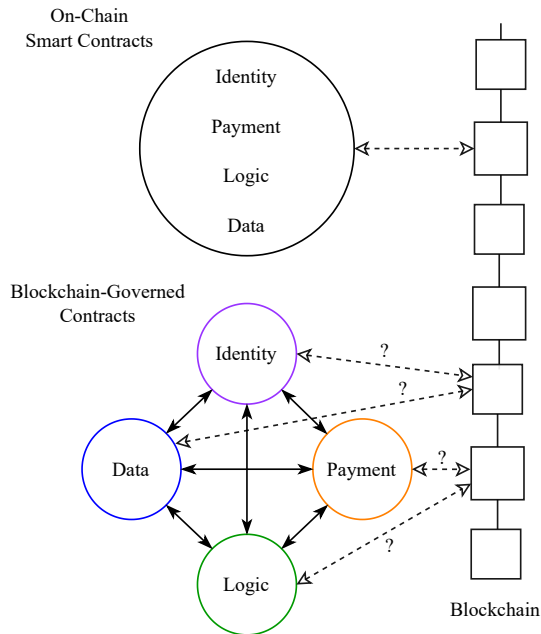 On-Chain
Smart Contracts
Identity
Payment
Logic
Data
Blockchain-Governed
Contracts
Identity
?
?
Data
Payment
?
?
Logic
Blockchain